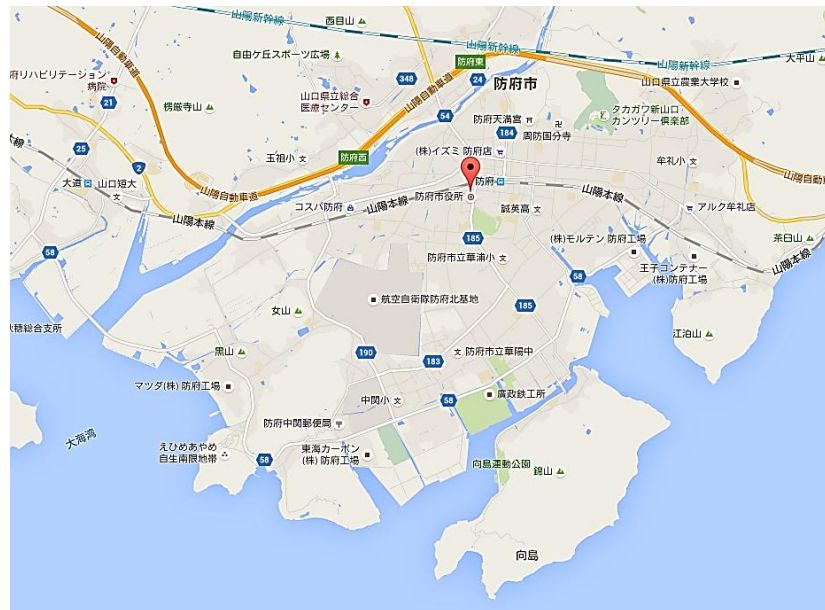 西目山
山陽新幹線
山陽新幹線
山陽新幹線
大平山
自由ケ丘スポーツ広場
防府東
府リハビリテーション
病院
348
24
防府市
山口県立農業大学校
21
山口県立総合
医療センター
山陽自動車道
山陽自動車道
楞厳寺山
54
防府天満宮
タカガワ新山口
カンツリー倶楽部
184
周防国分寺
25
2
玉祖小
防府西
(株)イズミ 防府店
牟礼小
大道
山口短大
山陽自動車道
防府
山陽本線
コスパ防府
山陽本線
防府市役所
誠英高
アルク牟礼店
山陽本線
185
茶臼山
58
防府市立華浦小
(株)モルテン 防府工場
58
王子コンテナー
(株)防府工場
航空自衛隊防府北基地
185
女山
穂総合支所
江泊山
黒山
190
183
防府市立華陽中
マツダ(株) 防府工場
中関小
58
廣政鉄工所
防府中関郵便局
大海湾
えひめあやめ
自生南限地帯
58
東海カーボン
(株) 防府工場
向島運動公園
錦山
向島